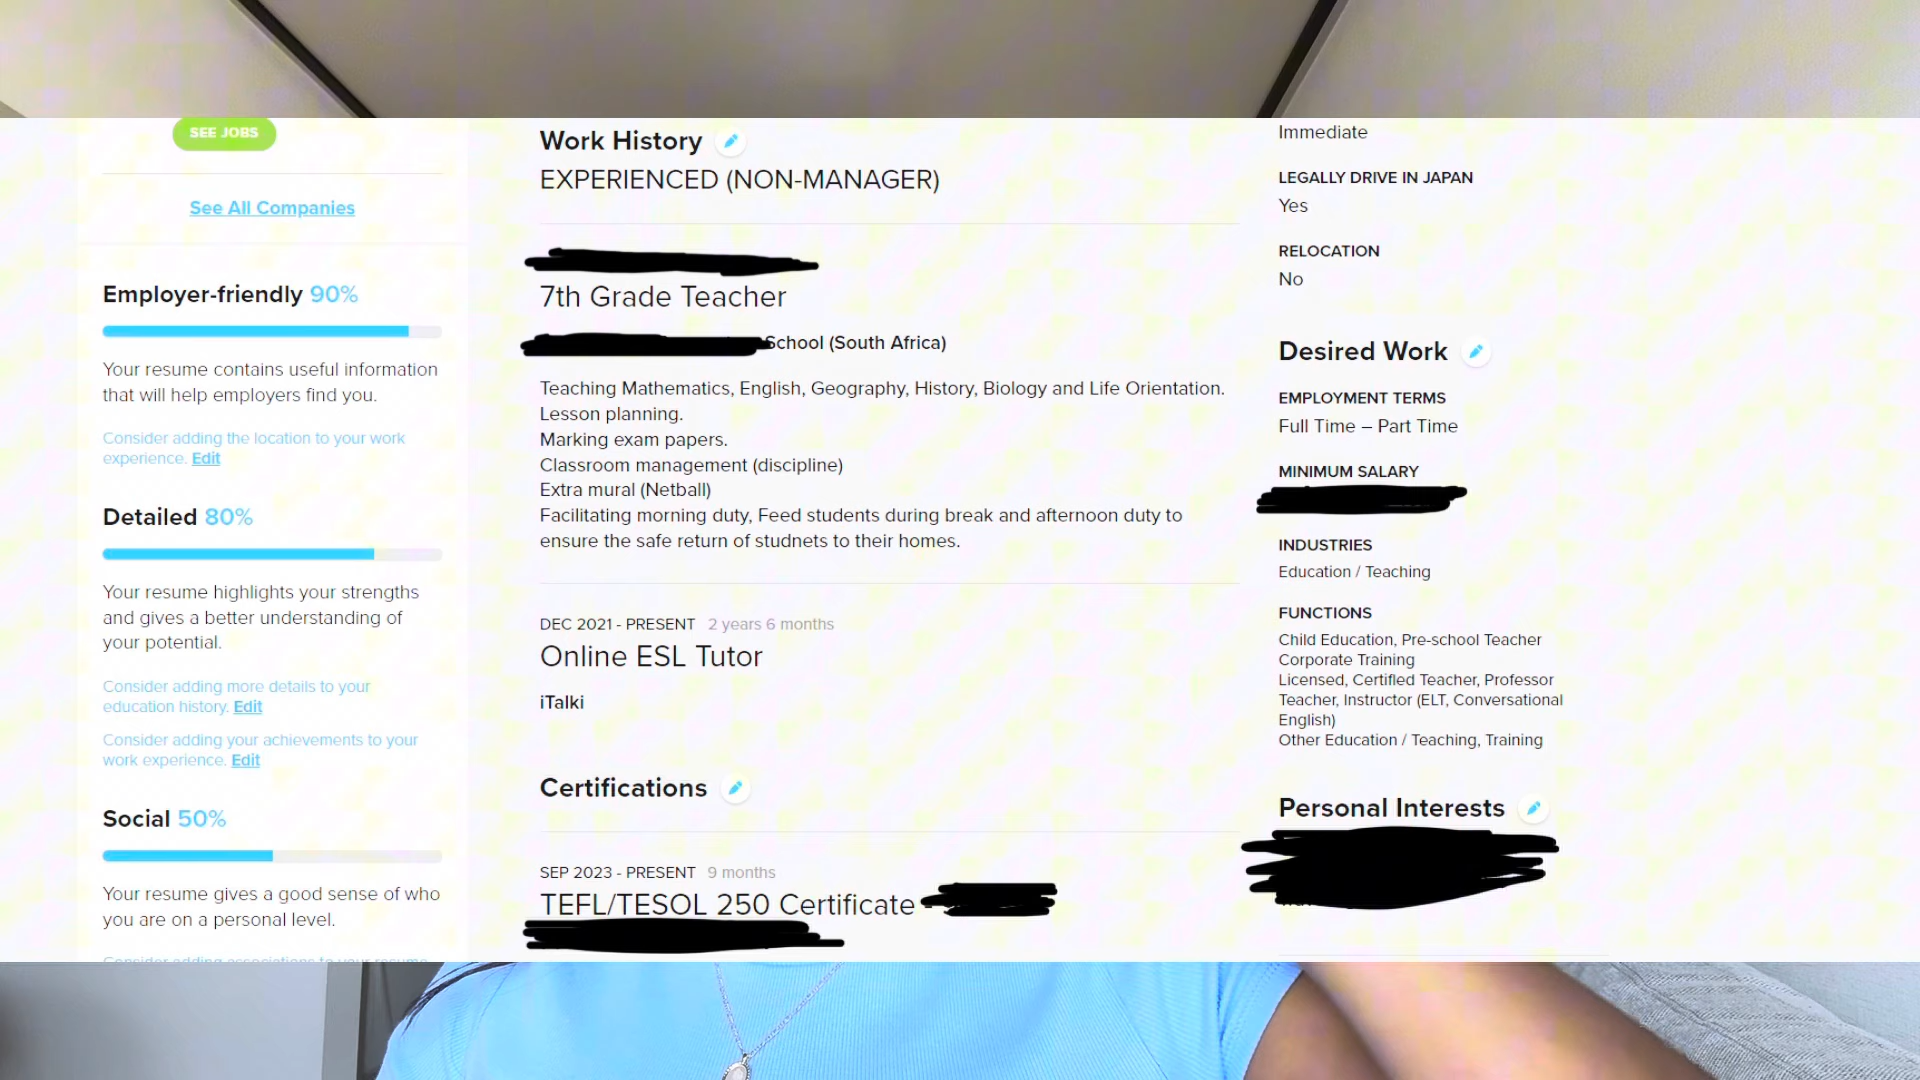 SEE JOBS
See All Companies
Employer-friendly 90%
Your resume contains useful information
that will help employers find you.
Consider adding the location to your work
experience. Edit
Detailed 80%
Your resume highlights your strengths
and gives a better understanding of
your potential.
Consider adding more details to your
education history. Edit
Consider adding your achievements to your
work experience. Edit
Social 50%
Your resume gives a good sense of who
you are on a personal level.
Consider adding associations to your resume
Work History
EXPERIENCED (NON-MANAGER)
7th Grade Teacher
School (South Africa)
Teaching Mathematics, English, Geography, History, Biology and Life Orientation.
Lesson planning.
Marking exam papers.
Classroom management (discipline)
Extra mural (Netball)
Facilitating morning duty, Feed students during break and afternoon duty to
ensure the safe return of studnets to their homes.
DEC 2021 - PRESENT 2 years 6 months
Online ESL Tutor
iTalki
Certifications
SEP 2023 - PRESENT 9 months
TEFL/TESOL 250 Certificate -
Immediate
LEGALLY DRIVE IN JAPAN
Yes
RELOCATION
No
Desired Work
EMPLOYMENT TERMS
Full Time – Part Time
MINIMUM SALARY
INDUSTRIES
Education / Teaching
FUNCTIONS
Child Education, Pre-school Teacher
Corporate Training
Licensed, Certified Teacher, Professor
Teacher, Instructor (ELT, Conversational
English)
Other Education / Teaching, Training
Personal Interests